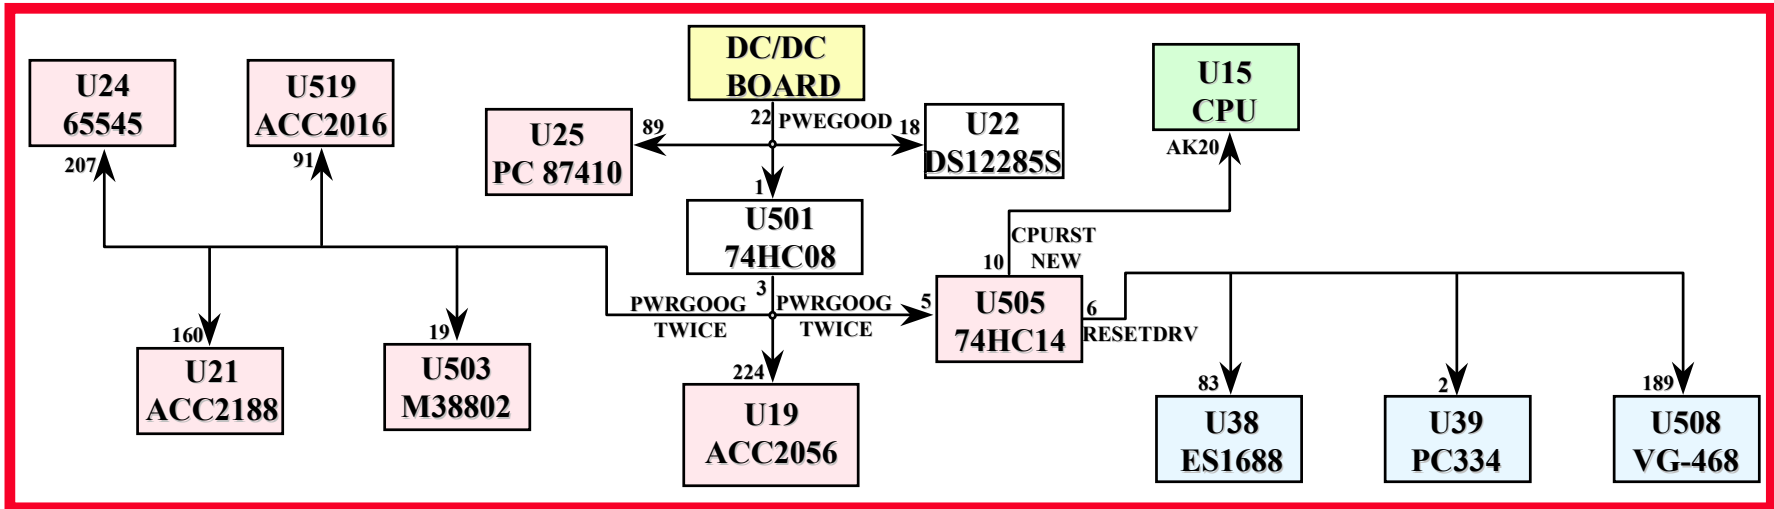 DC/DC
BOARD
U24
65545
U519
ACC2016
U25
PC 87410
U22
DS12285S
U15
CPU
22
PWEGOOD
89
18
207
91
AK20
1
U501
74HC08
CPURST
NEW
10
3
PWRGOOG
TWICE
PWRGOOG
TWICE
5
U505
74HC14
6
RESETDRV
160
U21
ACC2188
19
U503
M38802
224
U19
ACC2056
83
U38
ES1688
2
U39
PC334
189
U508
VG-468